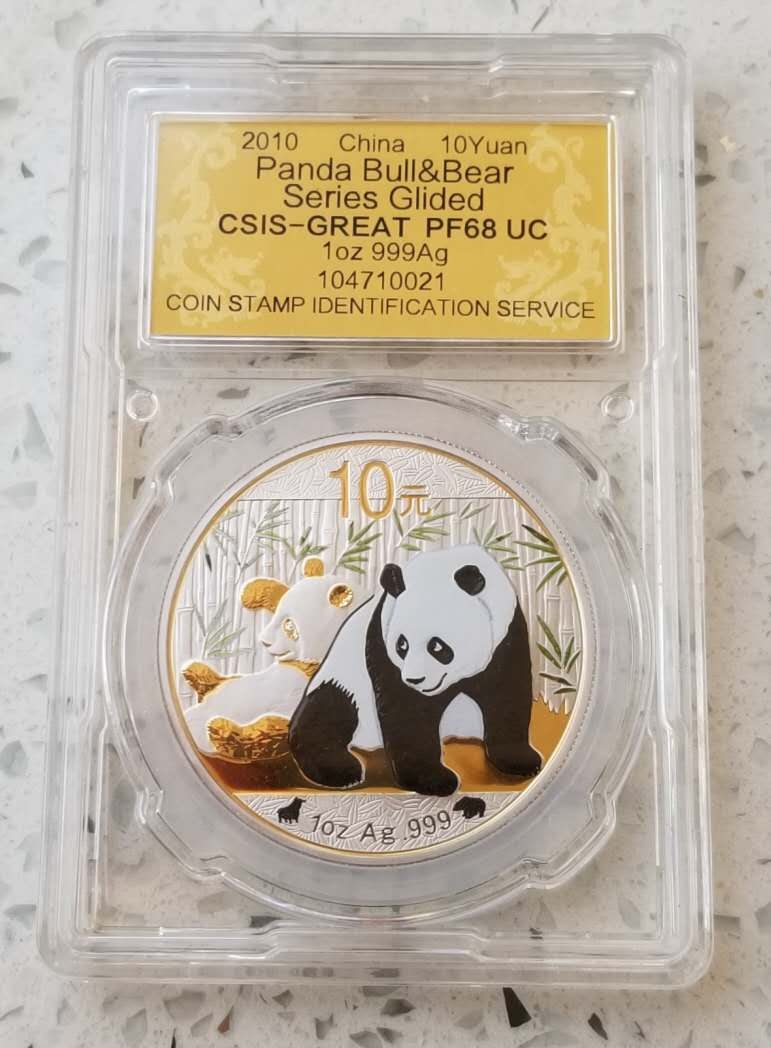 2010 China 10Yuan
Panda Bull&Bear
Series Glided
CSIS-GREAT PF68 UC
1oz 999Ag
104710021
COIN STAMP IDENTIFICATION SERVICE
10元
1oz Ag .999